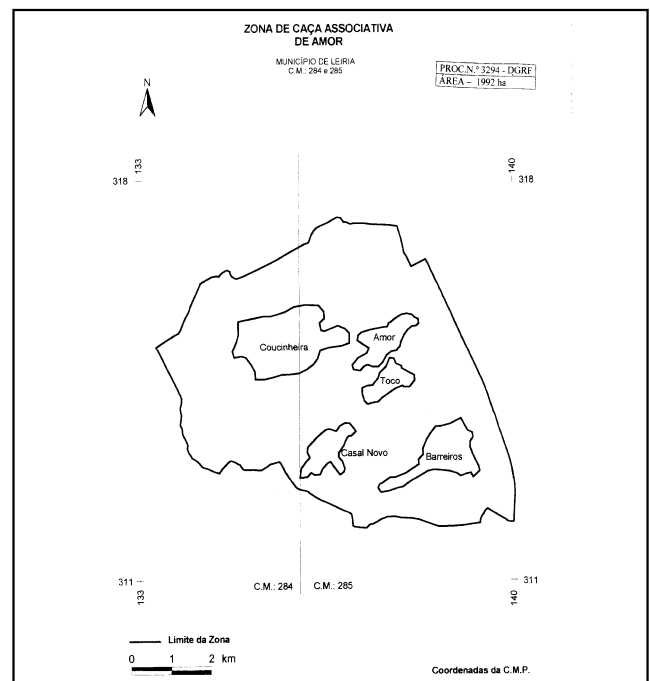 ZONA DE CAÇA ASSOCIATIVA
DE AMOR
MUNICÍPIO DE LEIRIA
C.M.: 284 e 285
PROC.N.º 3294 - DGRF
ÁREA – 1992 ha
N
133
140
318
318
Amor
Coucinheira
Toco
Casal Novo
Barreiros
311
311
C.M.: 284
C.M.: 285
133
140
Limite da Zona
0 1 2 km
Coordenadas da C.M.P.